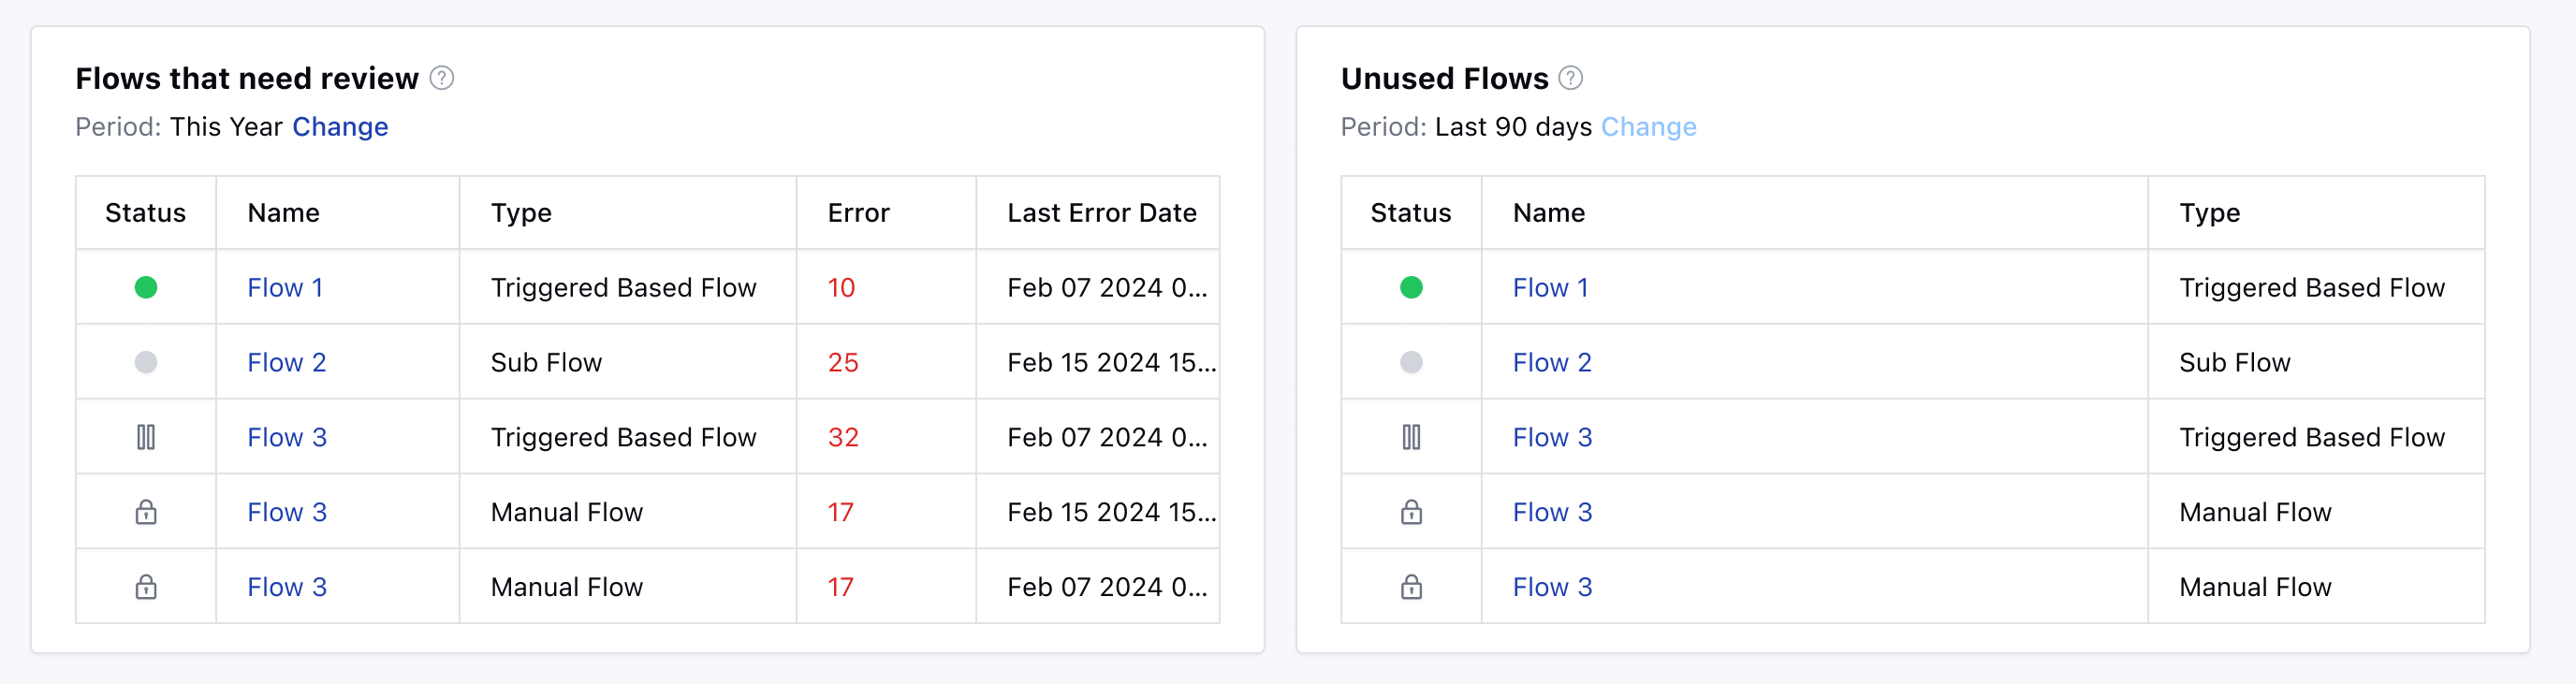 Flows that need review ?
Period: This Year Change
Status Name Type Error Last Error Date
Flow 1 Triggered Based Flow 10 Feb 07 2024 0...
Flow 2 Sub Flow 25 Feb 15 2024 15...
Flow 3 Triggered Based Flow 32 Feb 07 2024 0...
Flow 3 Manual Flow 17 Feb 15 2024 15...
Flow 3 Manual Flow 17 Feb 07 2024 0...
Unused Flows ?
Period: Last 90 days Change
Status Name Type
Flow 1 Triggered Based Flow
Flow 2 Sub Flow
Flow 3 Triggered Based Flow
Flow 3 Manual Flow
Flow 3 Manual Flow